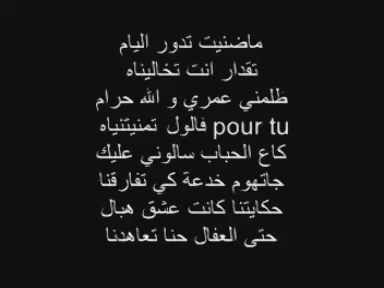 ماضنيت تدور اليام
تقدار انت تخاليناه
ظلمني عمري و الله حرام
pour tu فالول تمنيتنياه
كاع الحباب سالوني عليك
جاتهوم خدعة كي تفارقنا
حكايتنا كانت عشق هبال
حتى العفال حنا تعاهدنا